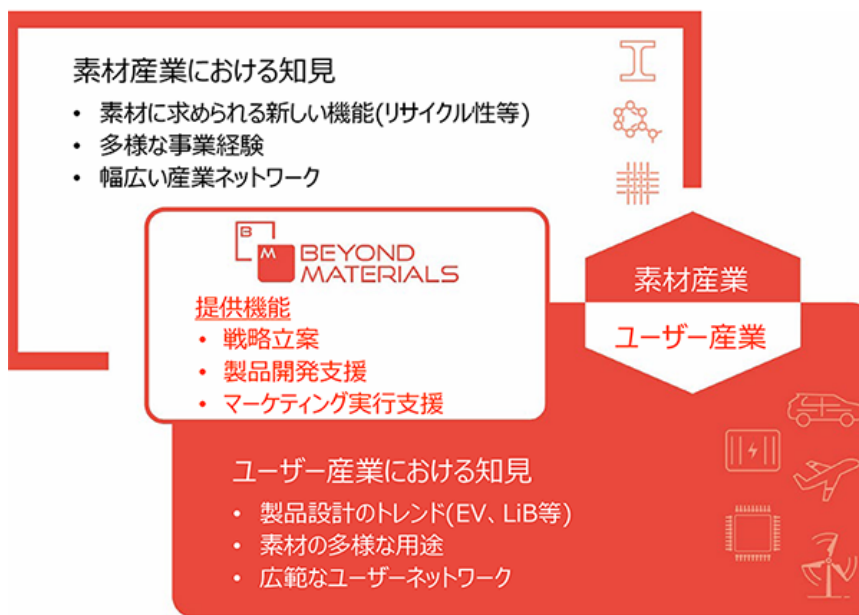 素材産業における知見
• 素材に求められる新しい機能(リサイクル性等)
• 多様な事業経験
• 幅広い産業ネットワーク
B
M
BEYOND
MATERIALS
提供機能
• 戦略立案
• 製品開発支援
• マーケティング実行支援
素材産業
ユーザー産業
ユーザー産業における知見
• 製品設計のトレンド(EV、LiB等)
• 素材の多様な用途
• 広範なユーザーネットワーク